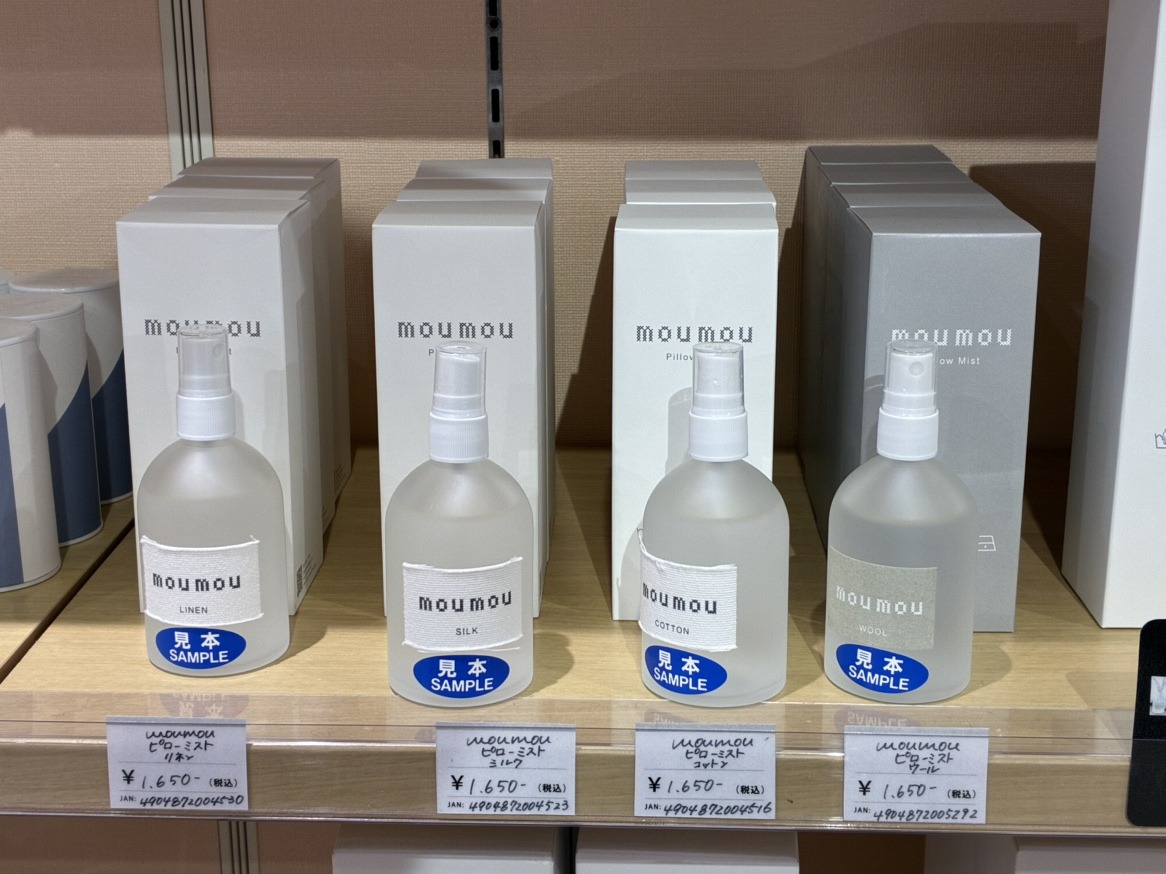 moumou
moumou
moumou
Pillow
moumou
ow Mist
moumou
LINEN
見本
SAMPLE
moumou
SILK
見本
SAMPLE
moumou
COTTON
見本
SAMPLE
moumou
WOOL
見本
SAMPLE
moumou
ピローミスト
リネン
¥1.650-(税込)
JAN:4904872004530
moumou
ピローミスト
ミルク
¥1.650-(税込)
JAN:4904872004523
moumou
ピローミスト
コットン
¥1.650-(税込)
JAN:4904872004516
moumou
ピローミスト
ウール
¥1.650-(税込)
JAN:4904872005292